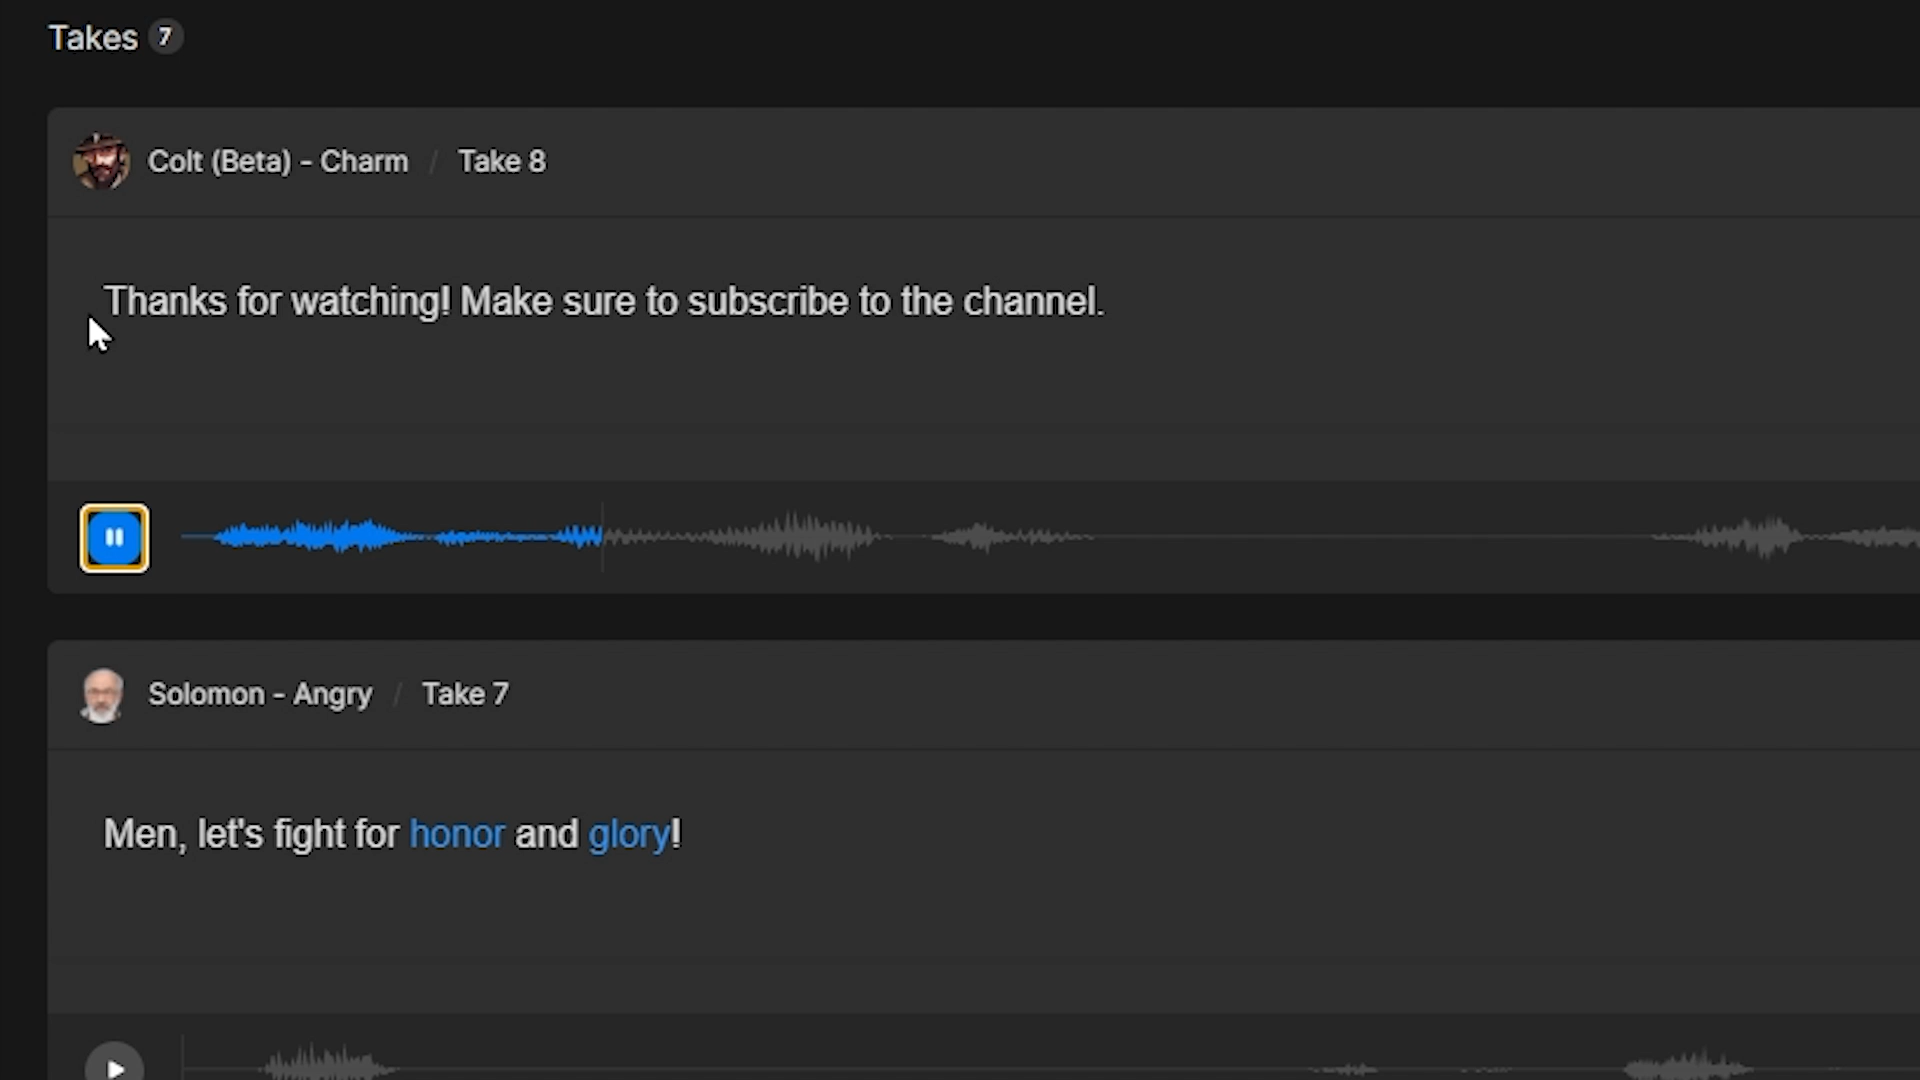 Takes 7
Colt (Beta) - Charm / Take 8
Thanks for watching! Make sure to subscribe to the channel.
Solomon - Angry / Take 7
Men, let's fight for honor and glory!